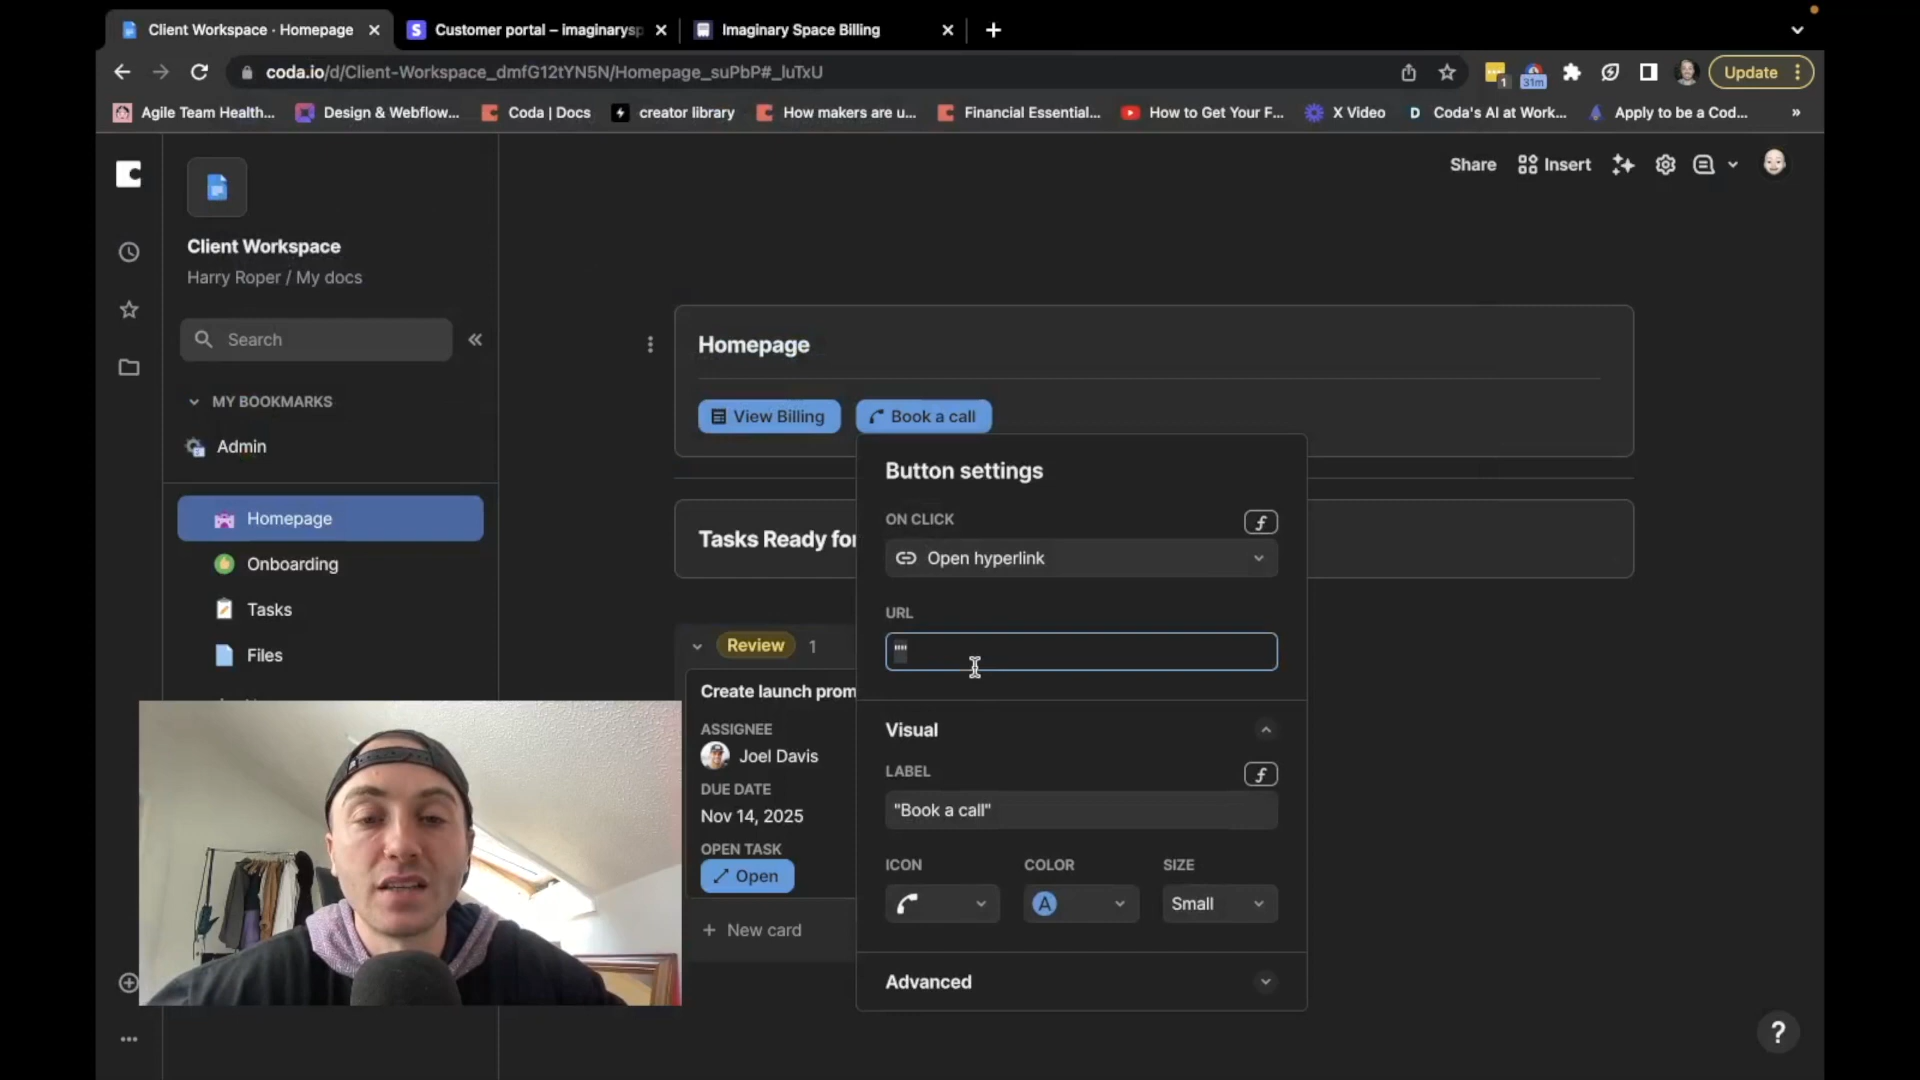 Client Workspace · Homepage
Customer portal – imaginarysp
Imaginary Space Billing
coda.io/d/Client-Workspace_dmfG12tYN5N/Homepage_suPbP#_luTxU
1
31m
Update
Agile Team Health...
Design & Webflow...
Coda | Docs
creator library
How makers are u...
Financial Essential...
How to Get Your F...
X Video
Coda's AI at Work...
Apply to be a Cod...
»
Client Workspace
Harry Roper / My docs
Search
MY BOOKMARKS
Admin
Homepage
Onboarding
Tasks
Files
Share
Insert
Homepage
View Billing
Book a call
Tasks Ready for
Review 1
Create launch prom
ASSIGNEE
Joel Davis
DUE DATE
Nov 14, 2025
OPEN TASK
Open
+ New card
Button settings
ON CLICK
Open hyperlink
URL
""
Visual
LABEL
"Book a call"
ICON
COLOR
SIZE
A
Small
Advanced
?